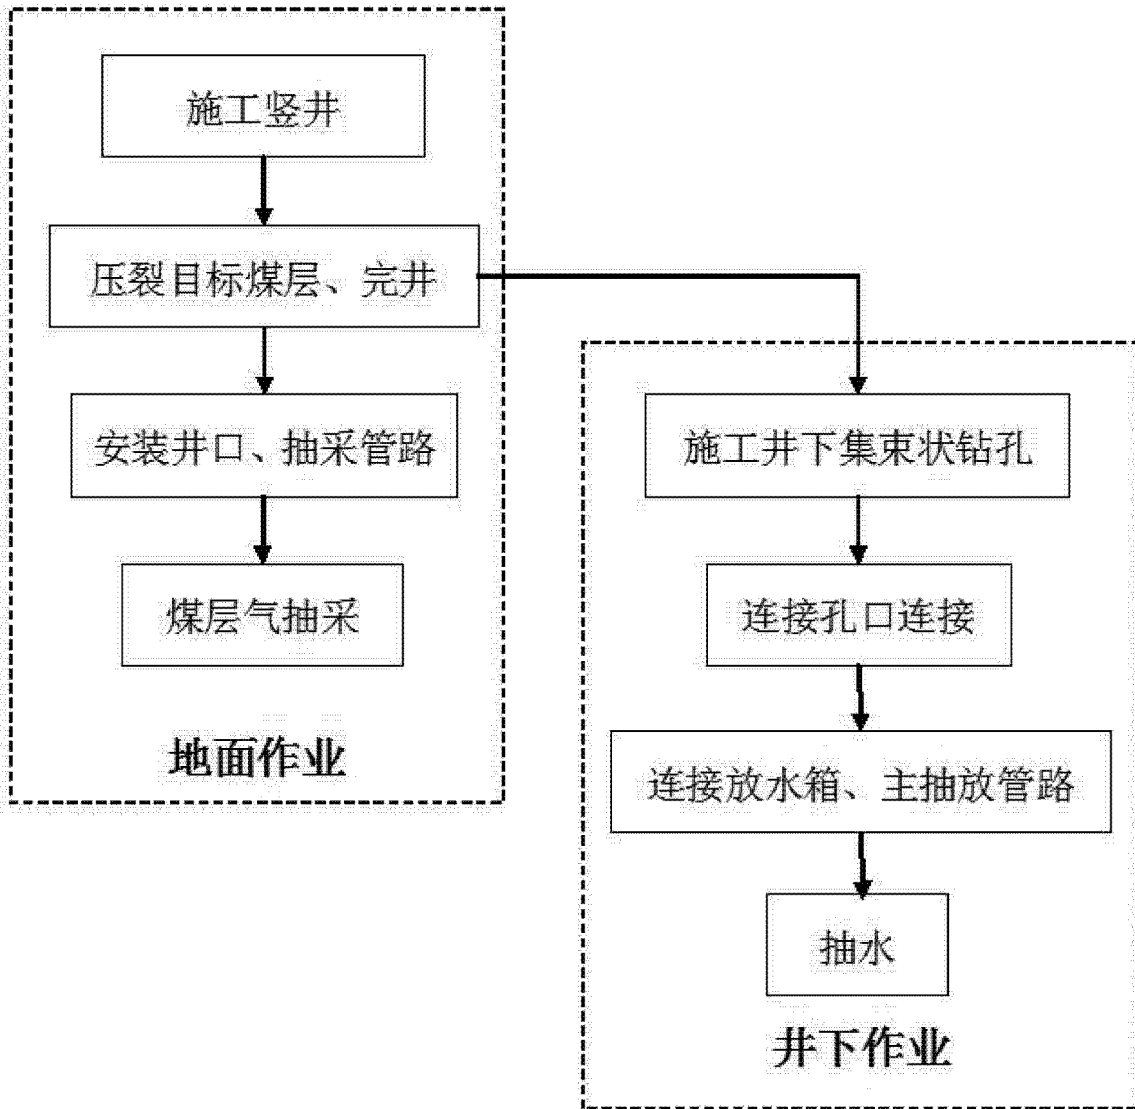 施工竖井
压裂目标煤层、完井
安装井口、抽采管路
煤层气抽采
地面作业
施工井下集束状钻孔
连接孔口连接
连接放水箱、主抽放管路
抽水
井下作业